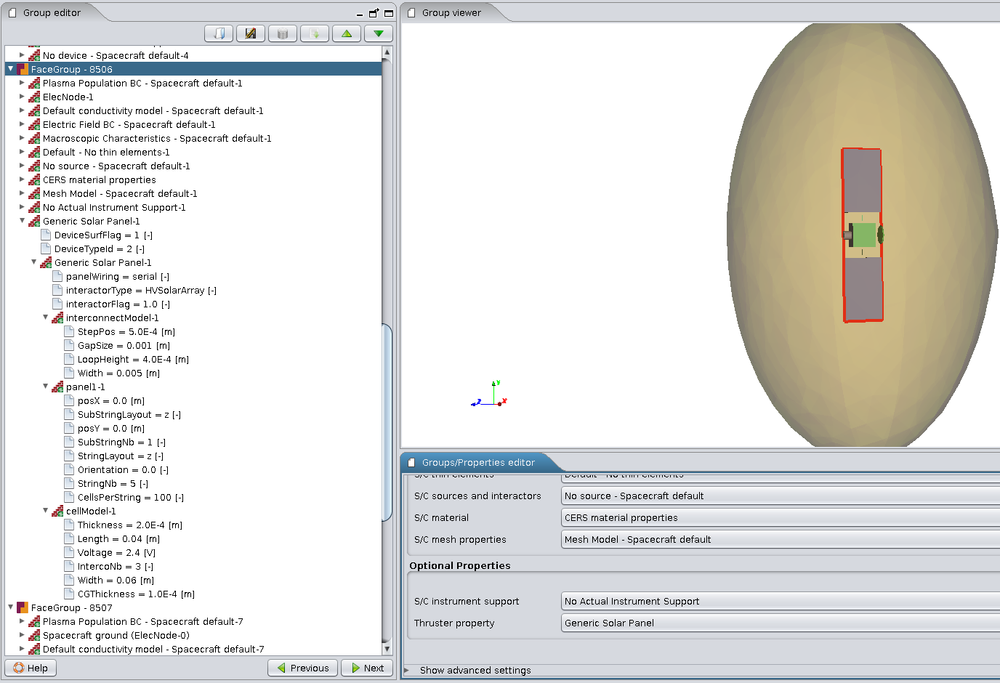 Group editor
No device - Spacecraft default-4
FaceGroup - 8506
Plasma Population BC - Spacecraft default-1
ElecNode-1
Default conductivity model - Spacecraft default-1
Electric Field BC - Spacecraft default-1
Macroscopic Characteristics - Spacecraft default-1
Default - No thin elements-1
No source - Spacecraft default-1
CERS material properties
Mesh Model - Spacecraft default-1
No Actual Instrument Support-1
Generic Solar Panel-1
DeviceSurfFlag = 1 [-]
DeviceTypeId = 2 [-]
Generic Solar Panel-1
panelWiring = serial [-]
interactorType = HVSolarArray [-]
interactorFlag = 1.0 [-]
interconnectModel-1
StepPos = 5.0E-4 [m]
GapSize = 0.001 [m]
LoopHeight = 4.0E-4 [m]
Width = 0.005 [m]
panel1-1
posX = 0.0 [m]
SubStringLayout = z [-]
posY = 0.0 [m]
SubStringNb = 1 [-]
StringLayout = z [-]
Orientation = 0.0 [-]
StringNb = 5 [-]
CellsPerString = 100 [-]
cellModel-1
Thickness = 2.0E-4 [m]
Length = 0.04 [m]
Voltage = 2.4 [V]
IntercoNb = 3 [-]
Width = 0.06 [m]
CGThickness = 1.0E-4 [m]
FaceGroup - 8507
Plasma Population BC - Spacecraft default-7
Spacecraft ground (ElecNode-0)
Default conductivity model - Spacecraft default-7
Help
Previous
Next
Group viewer
Y
Z
X
Groups/Properties editor
S/C thin elements
Default - No thin elements
S/C sources and interactors
No source - Spacecraft default
S/C material
CERS material properties
S/C mesh properties
Mesh Model - Spacecraft default
Optional Properties
S/C instrument support
No Actual Instrument Support
Thruster property
Generic Solar Panel
Show advanced settings